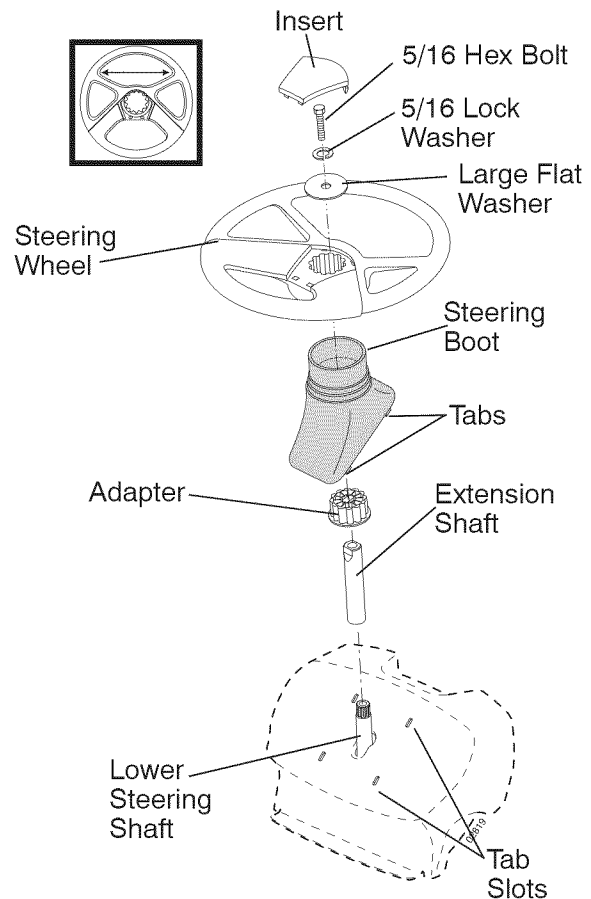 Insert
5/16 Hex Bolt
5/16 Lock
Washer
Large Flat
Washer
Steering
Wheel
Steering
Boot
Tabs
Adapter
Extension
Shaft
Lower
Steering
Shaft
02819
Tab
Slots